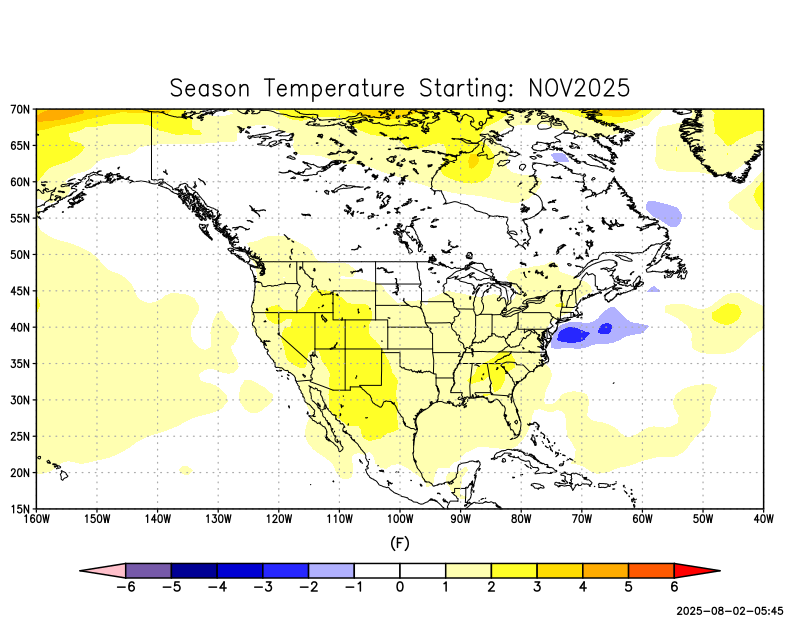 Season Temperature Starting: NOV2025
70N
65N
60N
55N
50N
45N
40N
35N
30N
25N
20N
15N
160W 150W 140W 130W 120W 110W 100W 90W 80W 70W 60W 50W 40W
(F)
−6 −5 −4 −3 −2 −1 0 1 2 3 4 5 6
2025-08-02-05:45